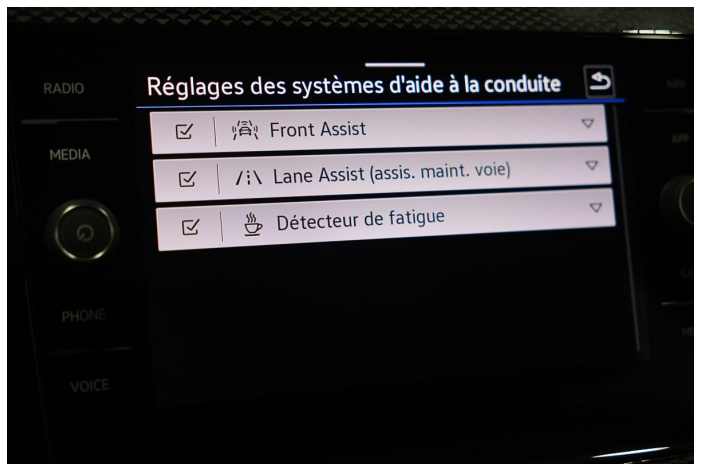 RADIO
Réglages des systèmes d'aide à la conduite
MEDIA
Front Assist
Lane Assist (assis. maint. voie)
Détecteur de fatigue
PHONE
VOICE
APP